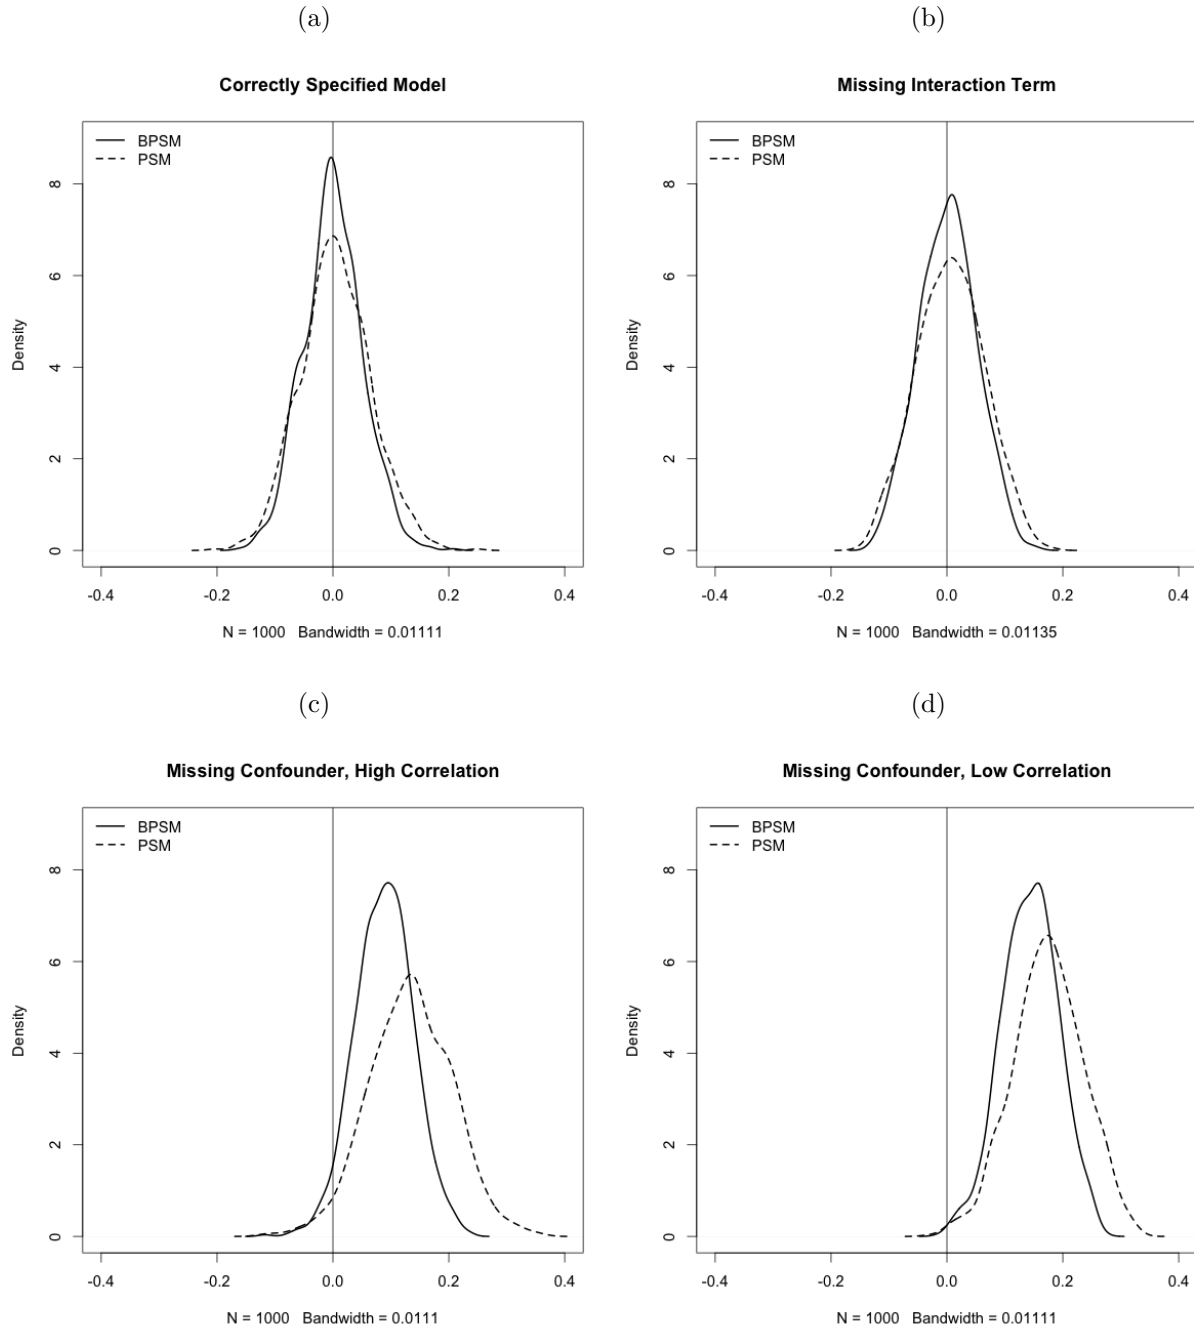 (a)
Correctly Specified Model
BPSM
PSM
Density
0
2
4
6
8
-0.4 -0.2 0.0 0.2 0.4
N = 1000 Bandwidth = 0.01111
(b)
Missing Interaction Term
BPSM
PSM
Density
0
2
4
6
8
-0.4 -0.2 0.0 0.2 0.4
N = 1000 Bandwidth = 0.01135
(c)
Missing Confounder, High Correlation
BPSM
PSM
Density
0
2
4
6
8
-0.4 -0.2 0.0 0.2 0.4
N = 1000 Bandwidth = 0.0111
(d)
Missing Confounder, Low Correlation
BPSM
PSM
Density
0
2
4
6
8
-0.4 -0.2 0.0 0.2 0.4
N = 1000 Bandwidth = 0.01111